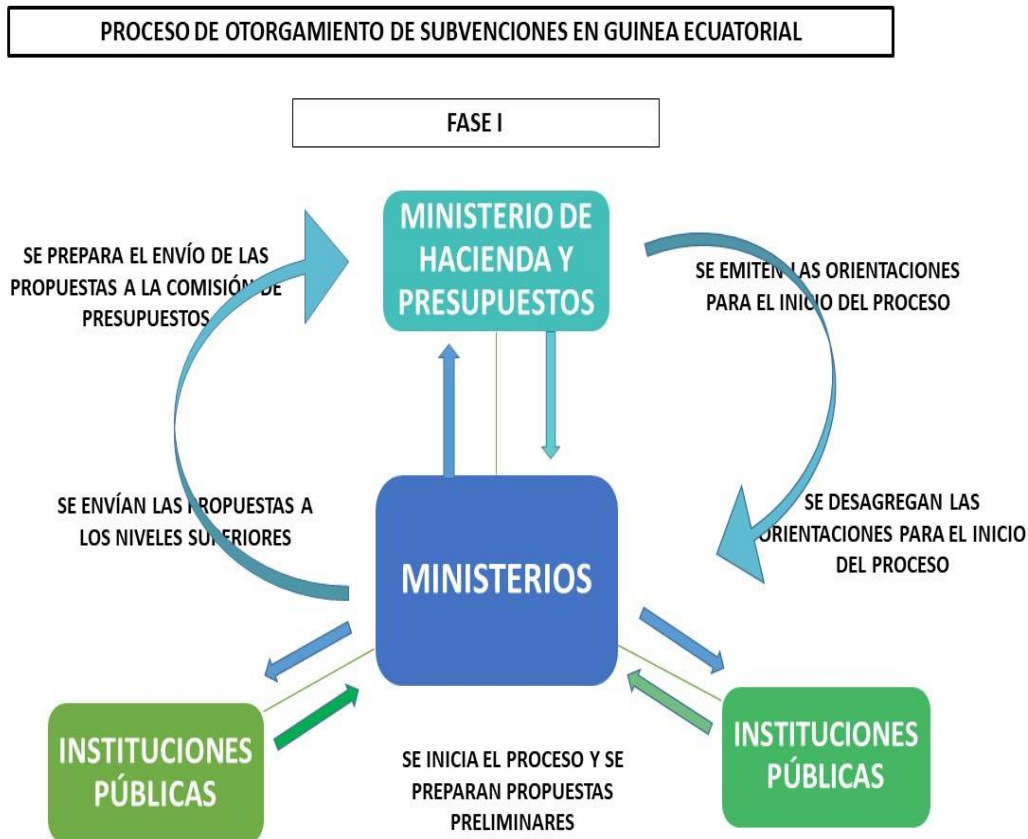 PROCESO DE OTORGAMIENTO DE SUBVENCIONES EN GUINEA ECUATORIAL
FASE I
MINISTERIO DE
HACIENDA Y
PRESUPUESTOS
SE PREPARA EL ENVÍO DE LAS
PROPUESTAS A LA COMISIÓN DE
PRESUPUESTOS
SE EMITEN LAS ORIENTACIONES
PARA EL INICIO DEL PROCESO
SE ENVÍAN LAS PROPUESTAS A
LOS NIVELES SUPERIORES
MINISTERIOS
SE DESAGREGAN LAS
ORIENTACIONES PARA EL INICIO
DEL PROCESO
INSTITUCIONES
PÚBLICAS
SE INICIA EL PROCESO Y SE
PREPARAN PROPUESTAS
PRELIMINARES
INSTITUCIONES
PÚBLICAS